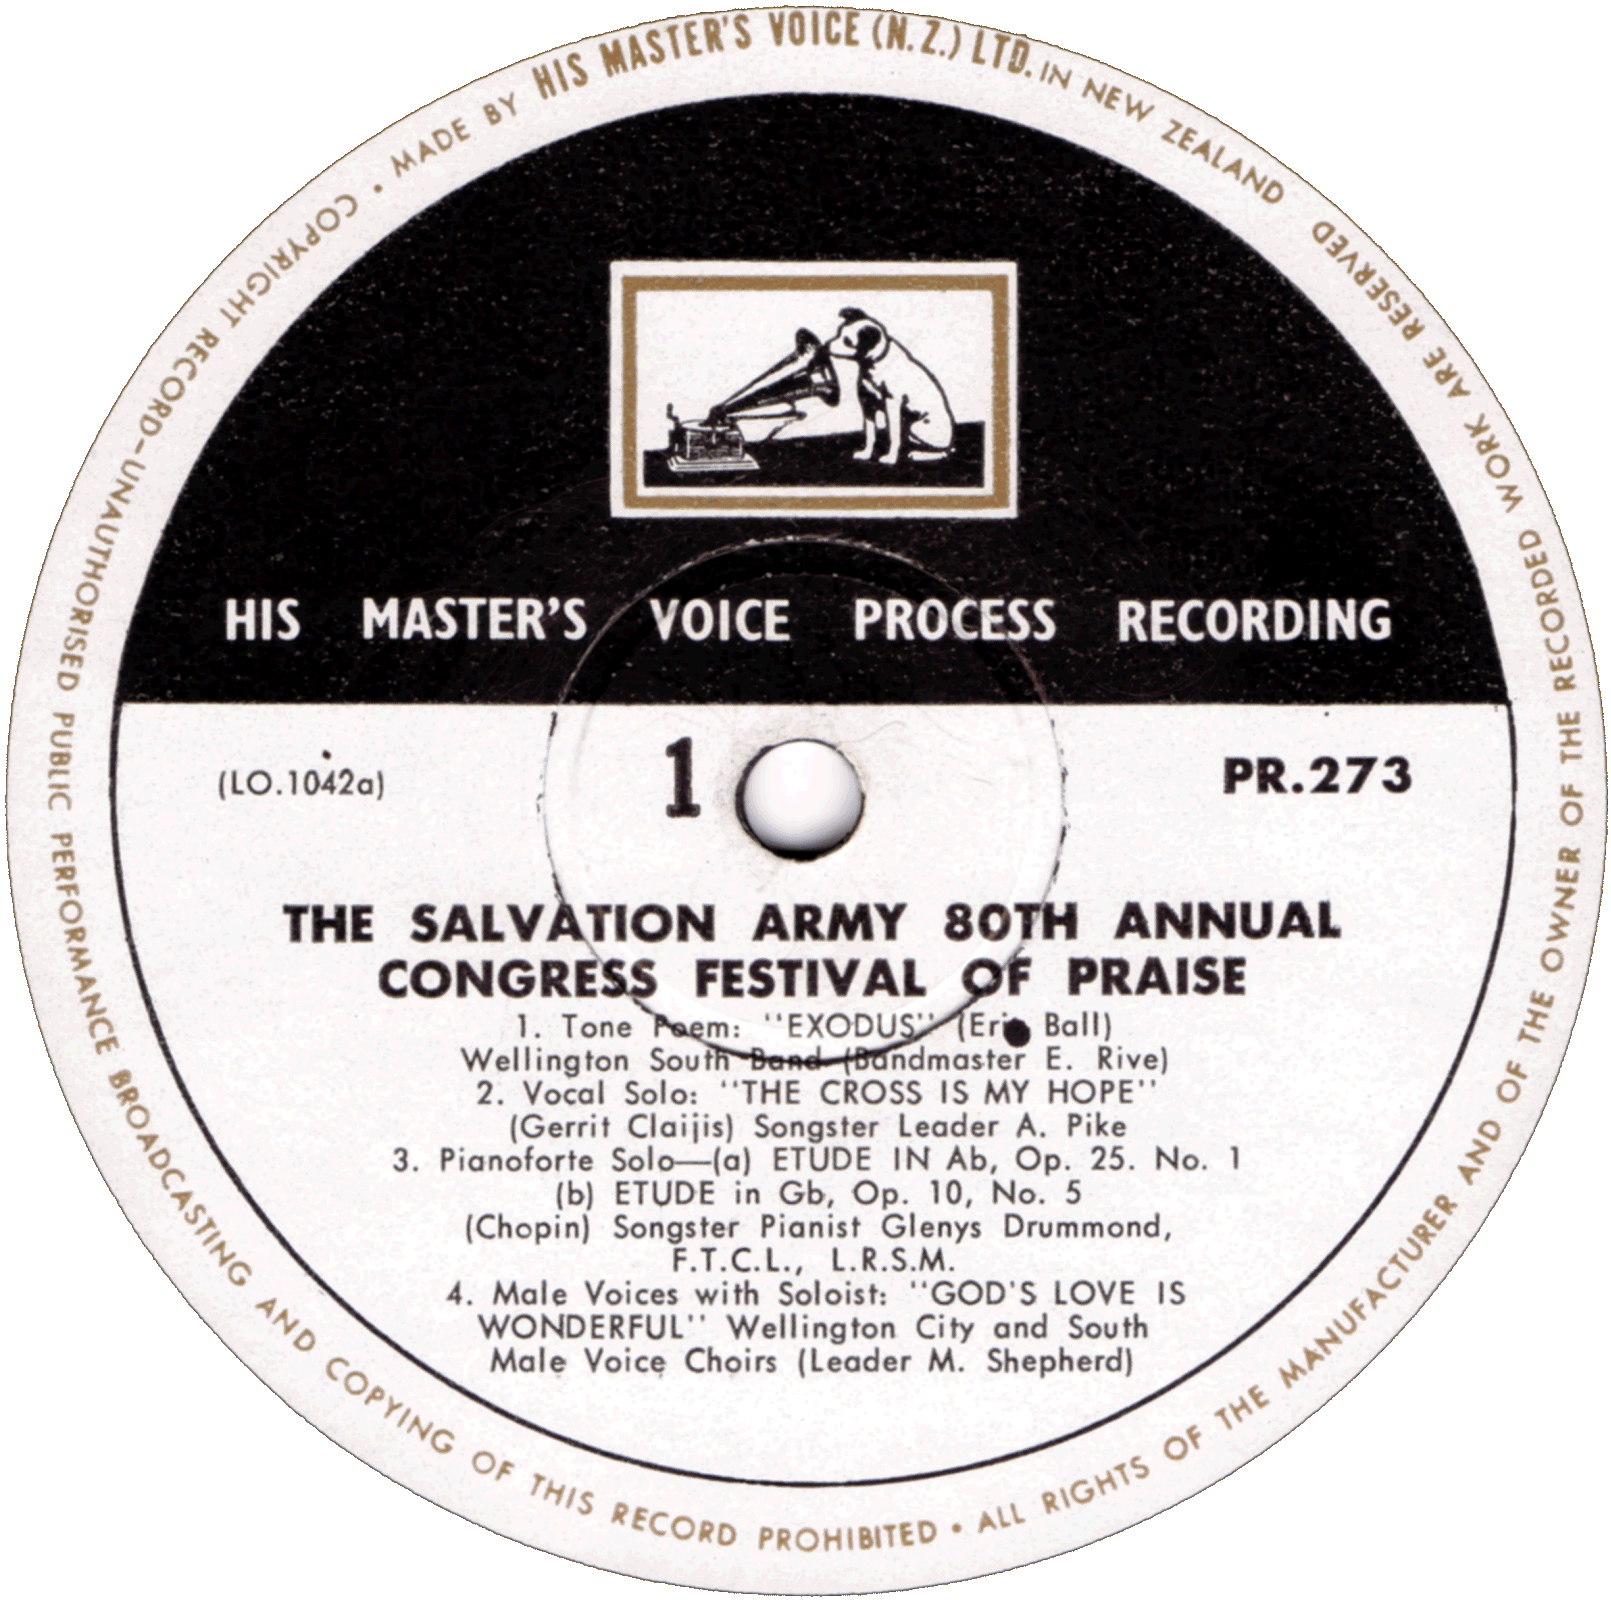 MADE BY HIS MASTER'S VOICE (N.Z.) LTD. IN NEW ZEALAND
COPYRIGHT RECORD-UNAUTHORISED PUBLIC PERFORMANCE BROADCASTING AND COPYING OF THIS RECORD PROHIBITED • ALL RIGHTS OF THE MANUFACTURER AND OF THE OWNER OF THE RECORDED WORK ARE RESERVED
HIS MASTER'S VOICE PROCESS RECORDING
(LO.1042a) 1 PR.273
THE SALVATION ARMY 80TH ANNUAL
CONGRESS FESTIVAL OF PRAISE
1. Tone Poem: "EXODUS" (Eric Ball)
Wellington South Band (Bandmaster E. Rive)
2. Vocal Solo: "THE CROSS IS MY HOPE"
(Gerrit Claijis) Songster Leader A. Pike
3. Pianoforte Solo—(a) ETUDE IN Ab, Op. 25. No. 1
(b) ETUDE in Gb, Op. 10, No. 5
(Chopin) Songster Pianist Glenys Drummond,
F.T.C.L., L.R.S.M.
4. Male Voices with Soloist: "GOD'S LOVE IS
WONDERFUL" Wellington City and South
Male Voice Choirs (Leader M. Shepherd)